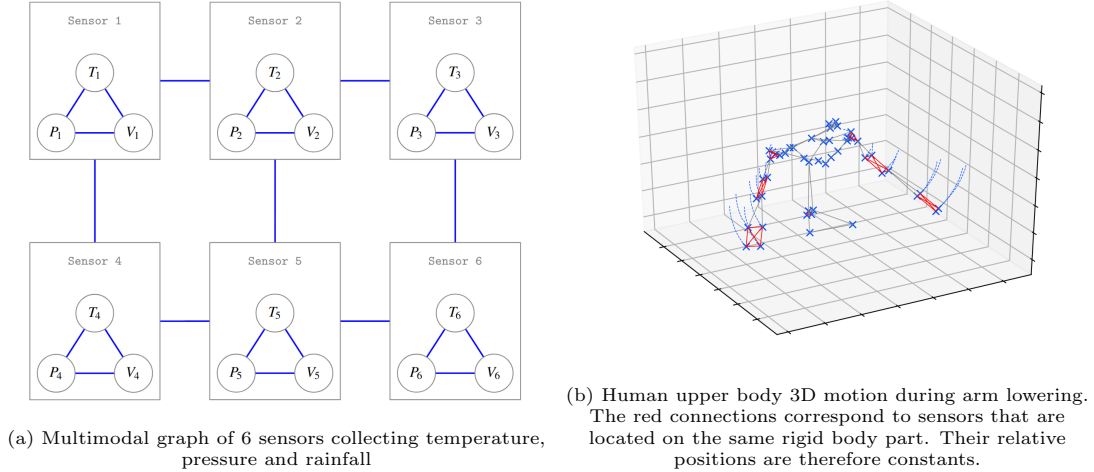 Sensor 1
Sensor 2
Sensor 3
T1
T2
T3
P1
V1
P2
V2
P3
V3
Sensor 4
Sensor 5
Sensor 6
T4
T5
T6
P4
V4
P5
V5
P6
V6
(a) Multimodal graph of 6 sensors collecting temperature,
pressure and rainfall
(b) Human upper body 3D motion during arm lowering.
The red connections correspond to sensors that are
located on the same rigid body part. Their relative
positions are therefore constants.